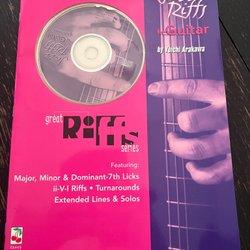 Riffs
Guitar
by Yoichi Arakawa
great
Riffs
series
Featuring:
Major, Minor & Dominant-7th Licks
ii-V-I Riffs • Turnarounds
Extended Lines & Solos